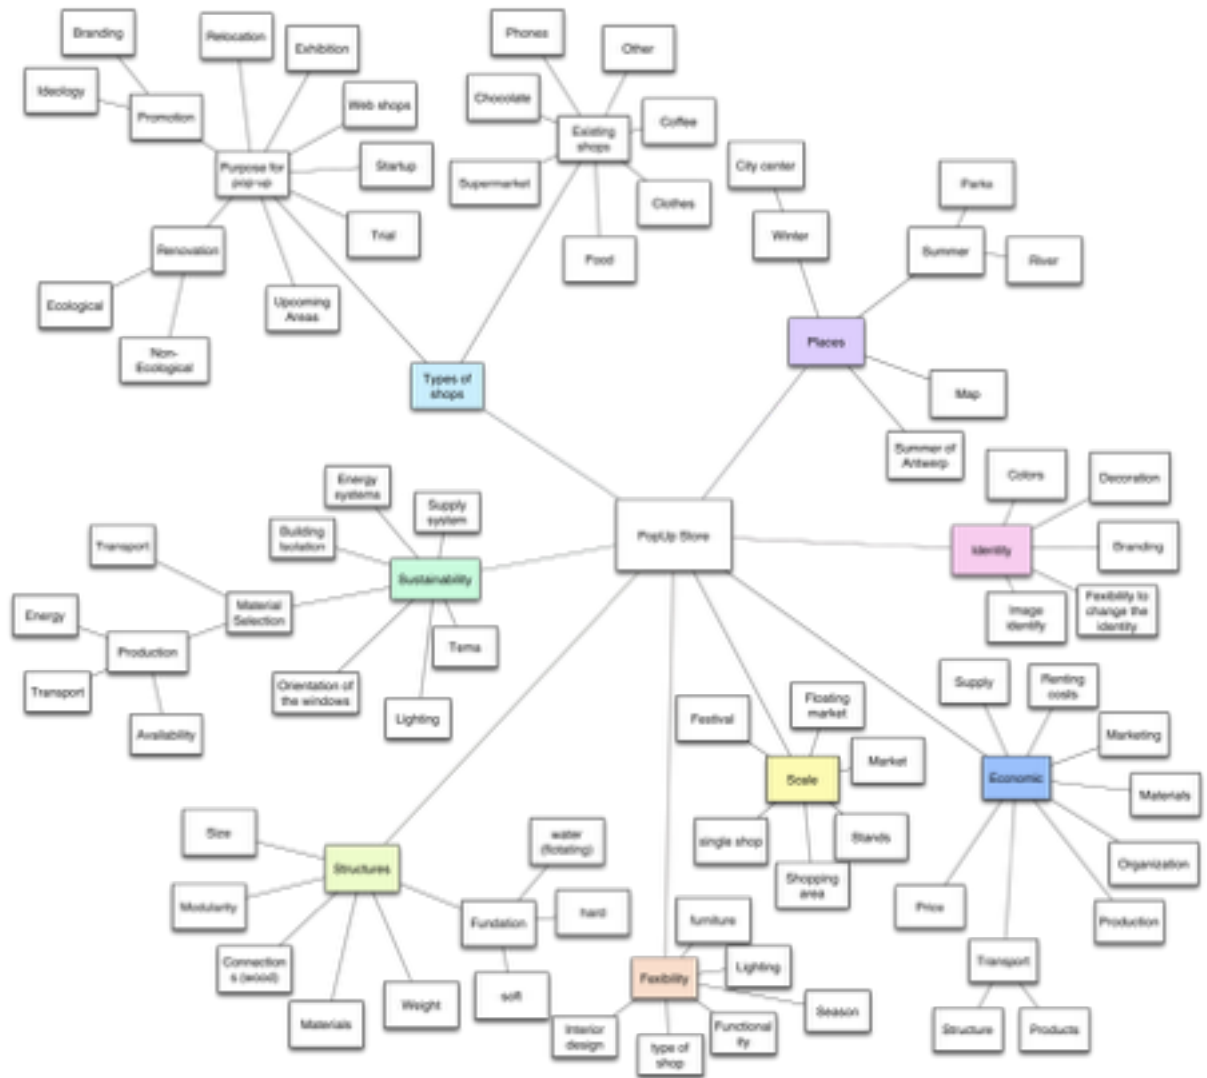 Branding
Relocation
Exhibition
Ideology
Promotion
Web shops
Purpose for
pop-up
Startup
Trial
Renovation
Ecological
Upcoming
Areas
Non-
Ecological
Phones
Other
Chocolate
Existing
shops
Coffee
Supermarket
Clothes
Food
Types of
shops
City center
Parks
Winter
Summer
River
Places
Map
Summer of
Antwerp
PopUp Store
Energy
systems
Supply
system
Building
Isolation
Sustainability
Transport
Material
Selection
Energy
Production
Transport
Availability
Tema
Orientation of
the windows
Lighting
Colors
Decoration
Identity
Branding
Image
identity
Fexibility to
change the
identity
Supply
Renting
costs
Marketing
Economic
Materials
Organization
Price
Production
Transport
Structure
Products
Festival
Floating
market
Scale
Market
single shop
Stands
Shopping
area
Size
Structures
water
(flotating)
Modularity
Fundation
hard
Connection
s (wood)
Materials
Weight
soft
furniture
Fexibility
Lighting
Season
Interior
design
type of
shop
Functional
ity